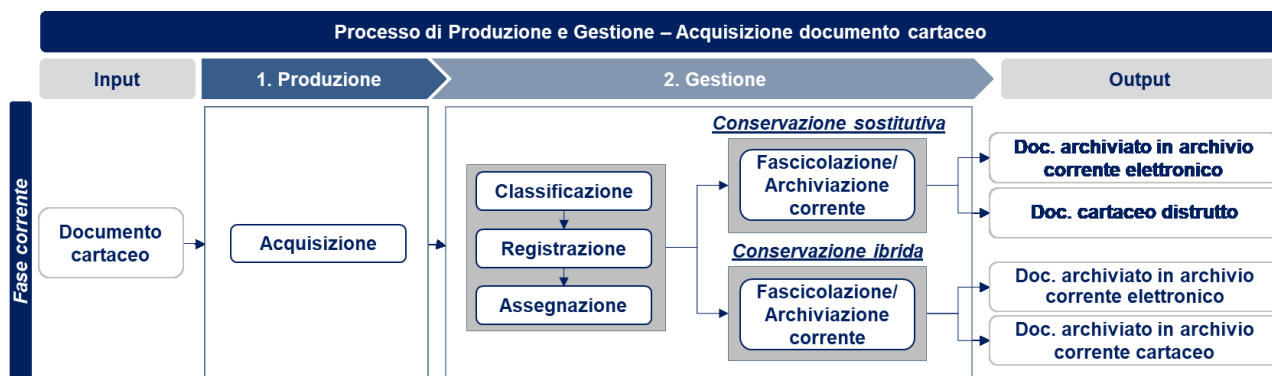 Processo di Produzione e Gestione – Acquisizione documento cartaceo
Input
1. Produzione
2. Gestione
Output
Fase corrente
Documento
cartaceo
Acquisizione
Classificazione
Registrazione
Assegnazione
Conservazione sostitutiva
Fascicolazione/
Archiviazione
corrente
Conservazione ibrida
Fascicolazione/
Archiviazione
corrente
Doc. archiviato in archivio
corrente elettronico
Doc. cartaceo distrutto
Doc. archiviato in archivio
corrente elettronico
Doc. archiviato in archivio
corrente cartaceo